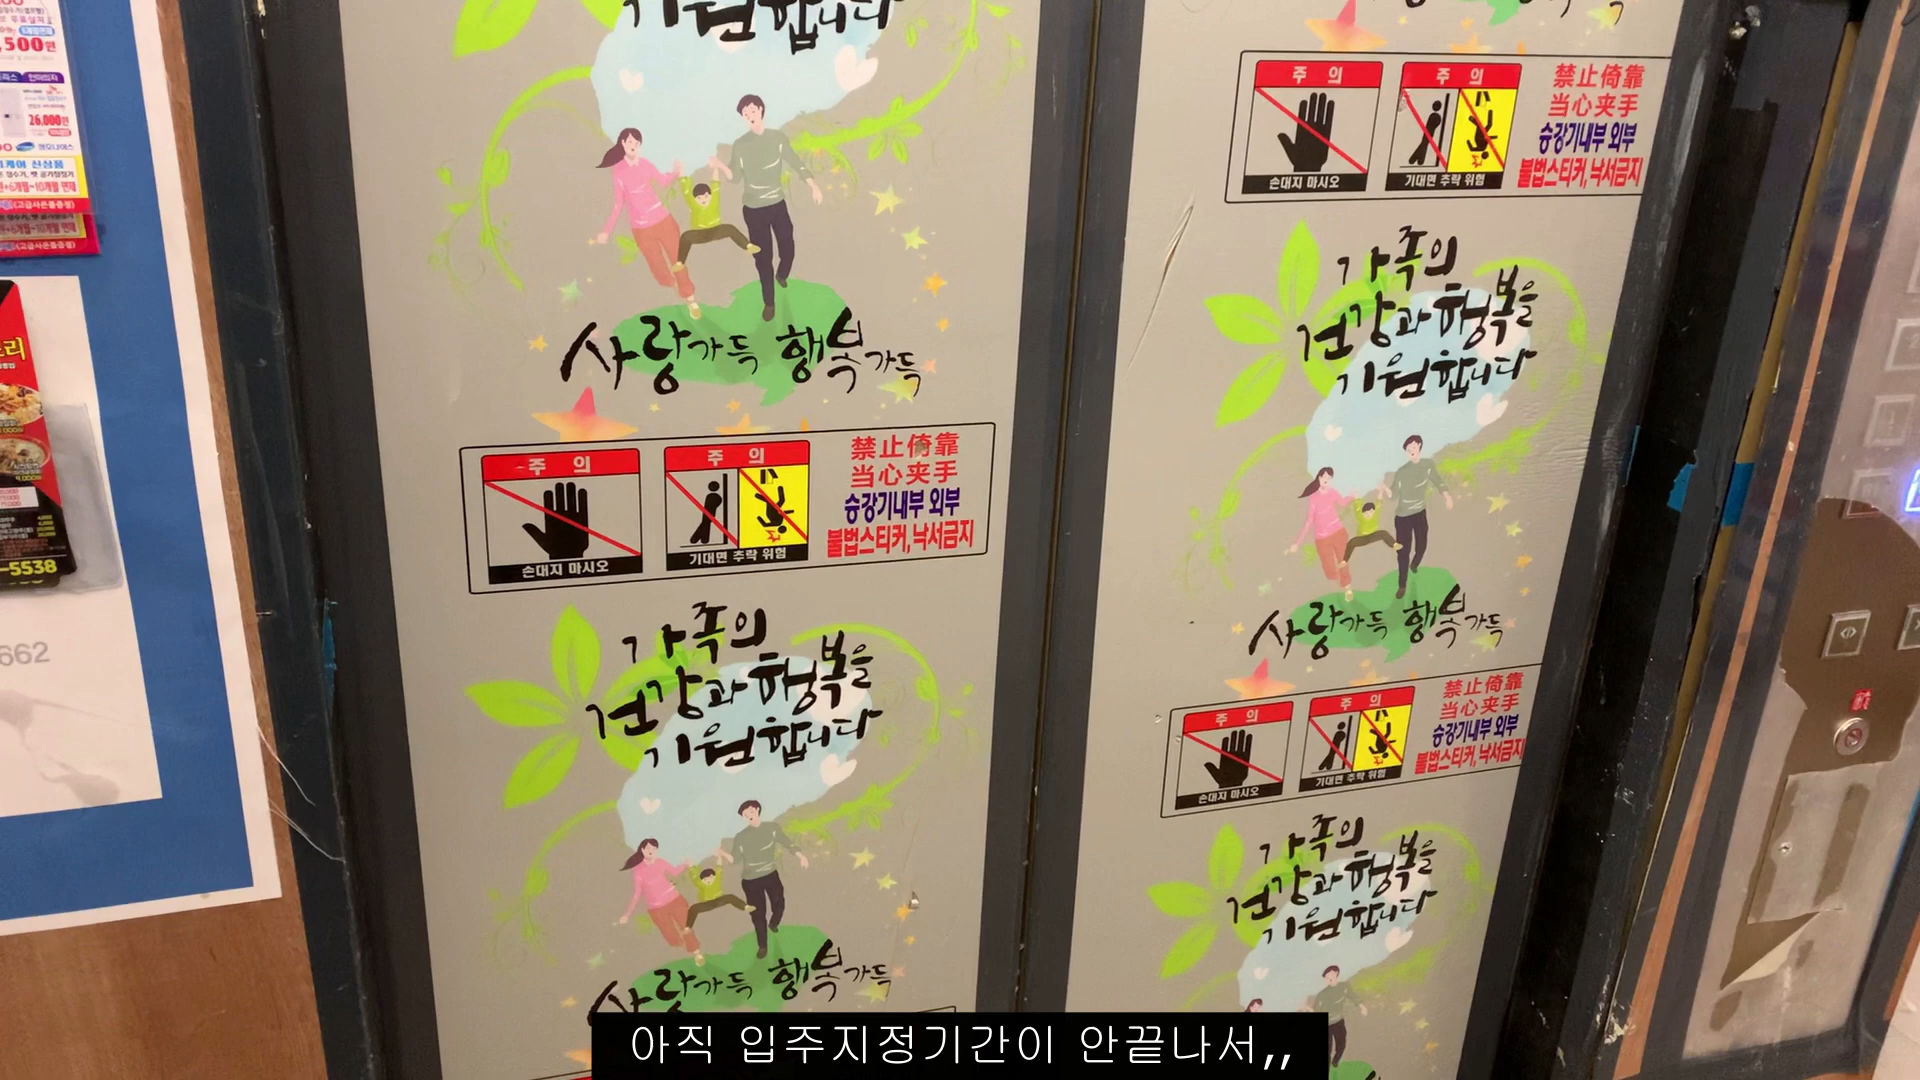 ,500원
26,000원
-5538
662
기원합니다
사랑가득 행복가득
주 의
손대지 마시오
주 의
기대면 추락 위험
禁止倚靠
当心夹手
승강기내부 외부
불법스티커, 낙서금지
가족의
건강과 행복을
기원합니다
사랑가득 행복가득
주 의
손대지 마시오
주 의
기대면 추락 위험
禁止倚靠
当心夹手
승강기내부 외부
불법스티커, 낙서금지
가족의
건강과 행복을
기원합니다
사랑가득 행복가득
주 의
손대지 마시오
주 의
기대면 추락 위험
禁止倚靠
当心夹手
승강기내부 외부
불법스티커, 낙서금지
가족의
건강과 행복을
기원합니다
아직 입주지정기간이 안끝나서,,